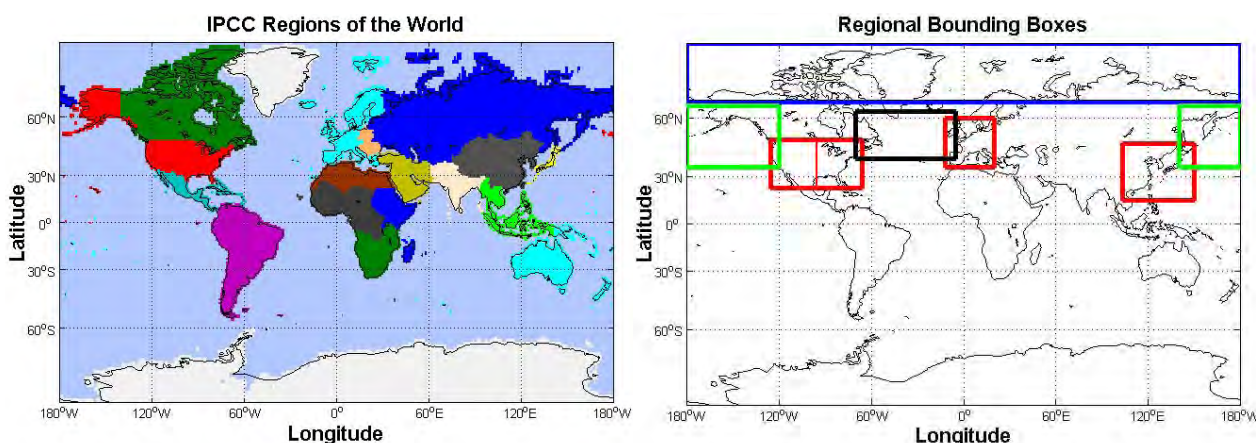 IPCC Regions of the World
Latitude
60°N
30°N
0°
30°S
60°S
180°W
120°W
60°W
0°
60°E
120°E
180°W
Longitude
Regional Bounding Boxes
Latitude
60°N
30°N
0°
30°S
60°S
180°W
120°W
60°W
0°
60°E
120°E
180°W
Longitude